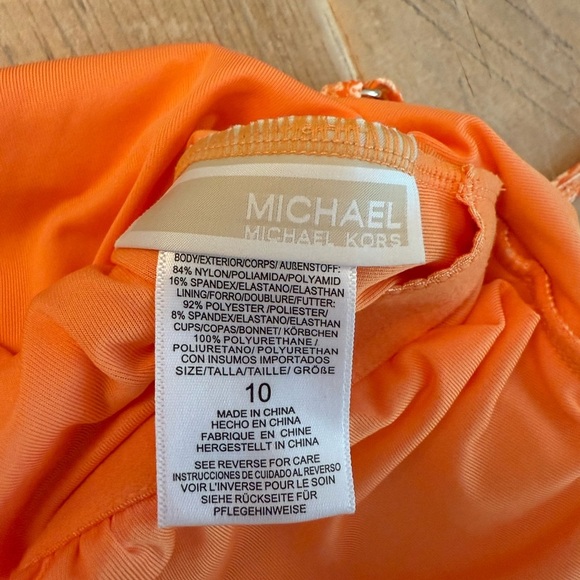 MICHAEL
MICHAEL KORS
BODY/EXTERIOR/CORPS/ AUßENSTOFF:
84% NYLON/POLIAMIDA/POLYAMID
16% SPANDEX/ELASTANO/ELASTHAN
LINING/FORRO/DOUBLURE/FUTTER:
92% POLYESTER /POLIESTER/
8% SPANDEX/ELASTANO/ELASTHAN
CUPS/COPAS/BONNET/ KÖRBCHEN
100% POLYURETHANE /
POLIURETANO/ POLYURETHAN
CON INSUMOS IMPORTADOS
SIZE/TALLA/TAILLE/ GRÖßE
10
MADE IN CHINA
HECHO EN CHINA
FABRIQUE EN CHINE
HERGESTELLT IN CHINA
SEE REVERSE FOR CARE
INSTRUCCIONES DE CUIDADO AL REVERSO
VOIR L'INVERSE POUR LE SOIN
SIEHE RÜCKSEITE FÜR
PFLEGEHINWEISE